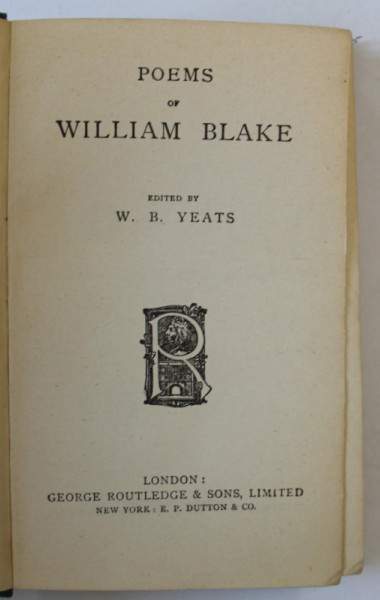 POEMS
OF
WILLIAM BLAKE
EDITED BY
W. B. YEATS
R
LONDON:
GEORGE ROUTLEDGE & SONS, LIMITED
NEW YORK: E. P. DUTTON & CO.